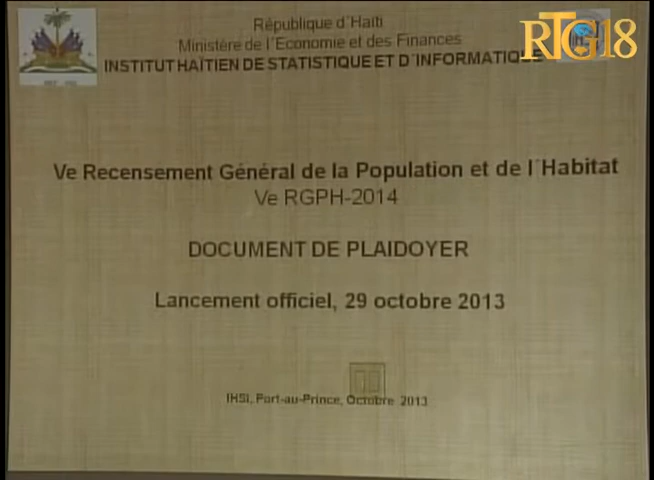 République d´Haïti
Ministère de l´Economie et des Finances
INSTITUT HAÏTIEN DE STATISTIQUE ET D´INFORMATIQUE
RTG18
Ve Recensement Général de la Population et de l´Habitat
Ve RGPH-2014
DOCUMENT DE PLAIDOYER
Lancement officiel, 29 octobre 2013
IHSI, Port-au-Prince, Octobre 2013